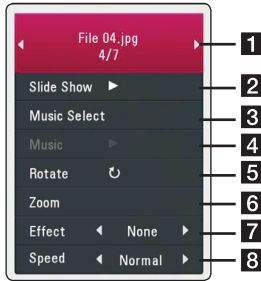 File 04.jpg
4/7
1
Slide Show
2
Music Select
3
Music
4
Rotate
5
Zoom
6
Effect None
7
Speed Normal
8